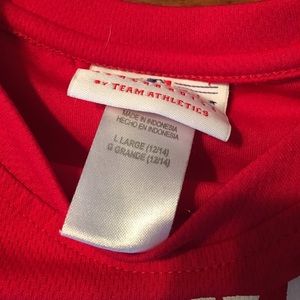 BY TEAM ATHLETICS
MADE IN INDONESIA
HECHO EN INDONESIA
L LARGE (12/14)
G GRANDE (12/14)